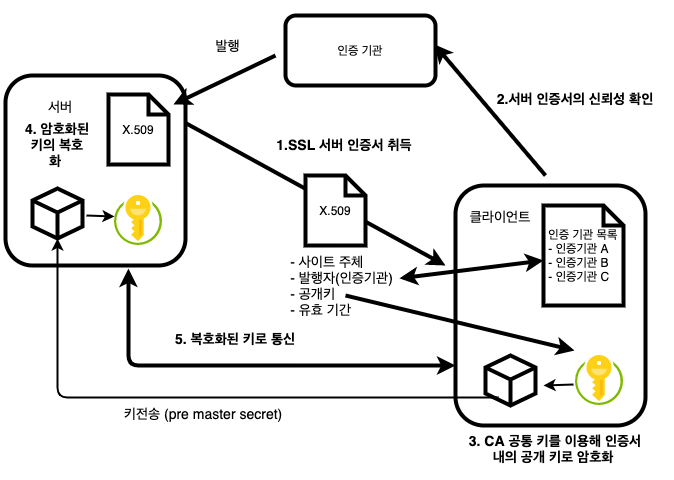 발행
인증 기관
2.서버 인증서의 신뢰성 확인
서버
4. 암호화된
키의 복호
화
X.509
1.SSL 서버 인증서 취득
X.509
- 사이트 주체
- 발행자(인증기관)
- 공개키
- 유효 기간
클라이언트
인증 기관 목록
- 인증기관 A
- 인증기관 B
- 인증기관 C
5. 복호화된 키로 통신
키전송 (pre master secret)
3. CA 공통 키를 이용해 인증서
내의 공개 키로 암호화